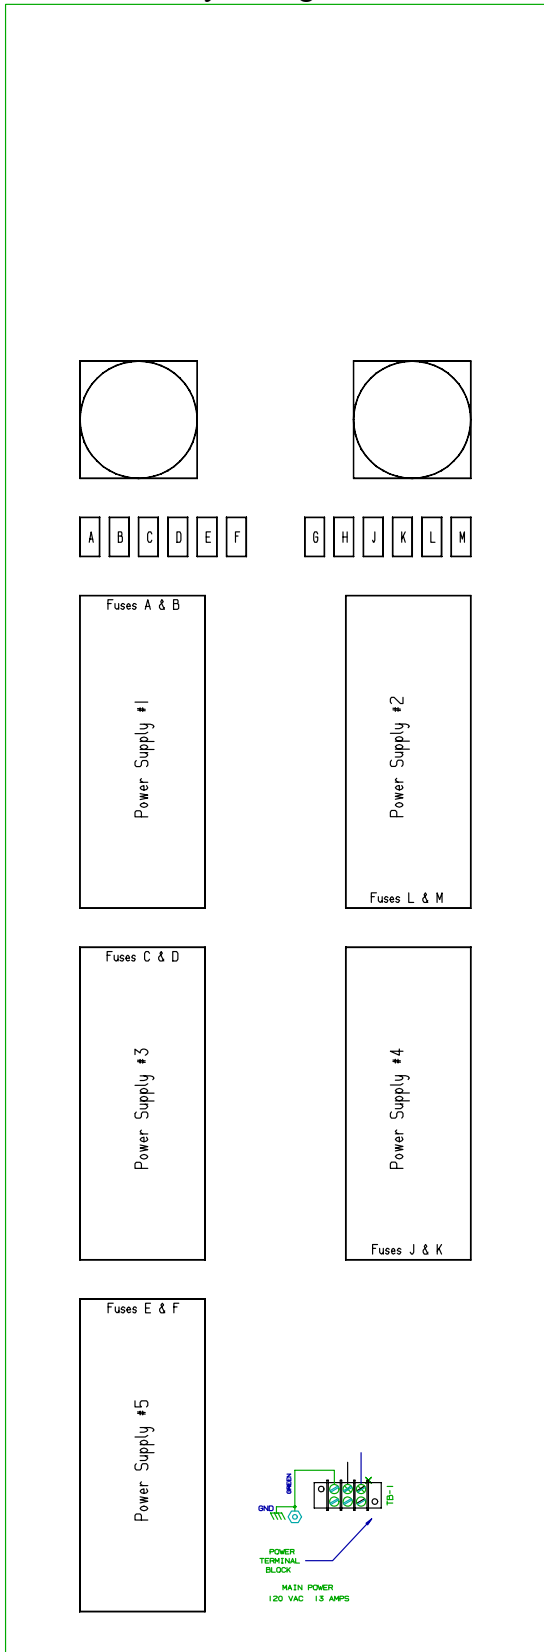 A B C D E F G H J K L M
Fuses A & B
Power Supply #1
Power Supply #2
Fuses L & M
Fuses C & D
Power Supply #3
Power Supply #4
Fuses J & K
Fuses E & F
Power Supply #5
GREEN
GND
TB-1
POWER
TERMINAL
BLOCK
MAIN POWER
120 VAC 13 AMPS